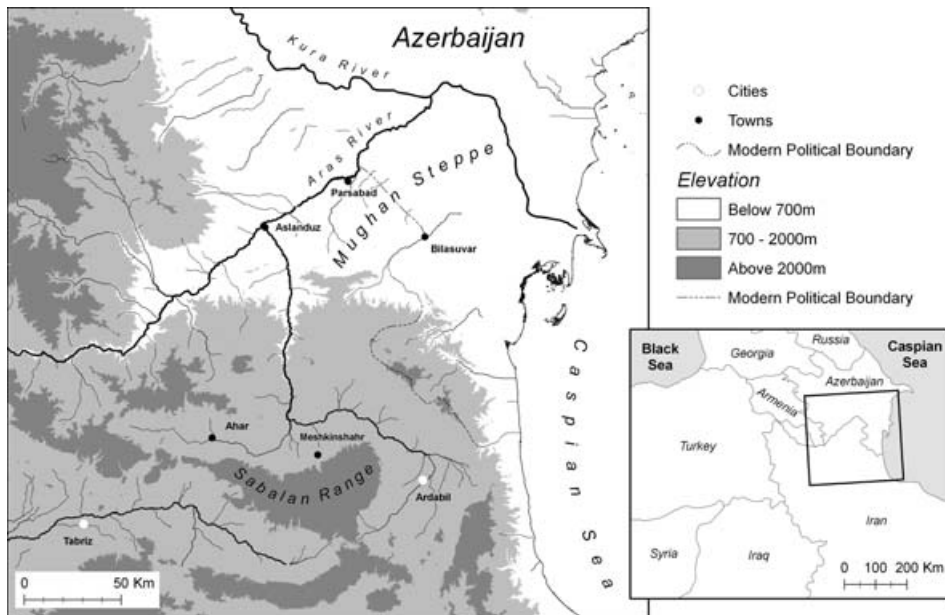 Azerbaijan
Kura River
Aras River
Parsabad
Mughan Steppe
Aslanduz
Bilasuvar
Caspian Sea
Ahar
Meshkinshahr
Sabalan Range
Ardabil
Tabriz
0 50 Km
Cities
Towns
Modern Political Boundary
Elevation
Below 700m
700 - 2000m
Above 2000m
Modern Political Boundary
Black
Sea
Georgia
Russia
Caspian
Sea
Azerbaijan
Armenia
Turkey
Iran
Syria
Iraq
0 100 200 Km